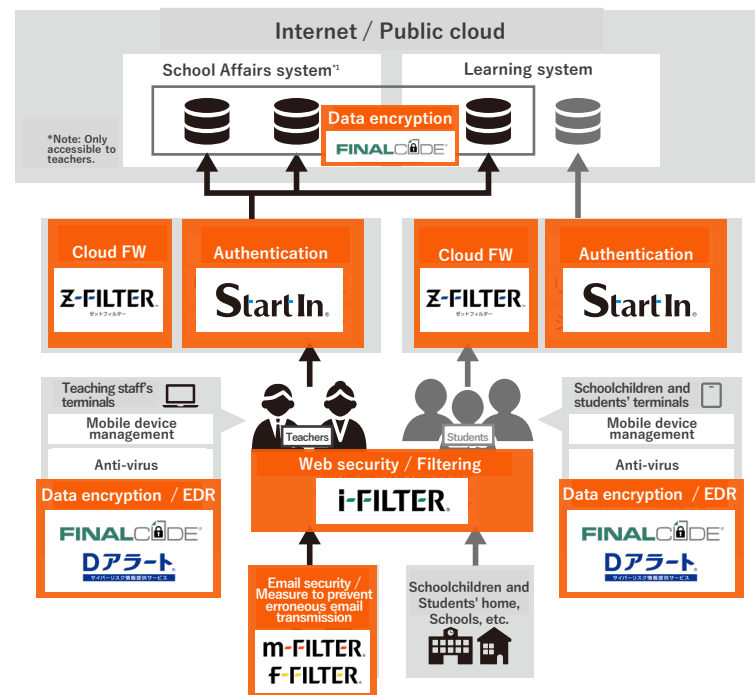 Internet / Public cloud
School Affairs system*1
Learning system
*Note: Only
accessible to
teachers.
Data encryption
FINALCODE®
Cloud FW
Z-FILTER™
ゼットフィルター
Authentication
StartIn®
Cloud FW
Z-FILTER™
ゼットフィルター
Authentication
StartIn®
Teaching staff's
terminals
Mobile device
management
Anti-virus
Data encryption / EDR
FINALCODE®
Dアラート
サイバーリスク情報提供サービス
Teachers
Students
Web security / Filtering
i-FILTER®
Schoolchildren and
students' terminals
Mobile device
management
Anti-virus
Data encryption / EDR
FINALCODE®
Dアラート
サイバーリスク情報提供サービス
Email security /
Measure to prevent
erroneous email
transmission
m-FILTER®
f-FILTER®
Schoolchildren and
Students' home,
Schools, etc.